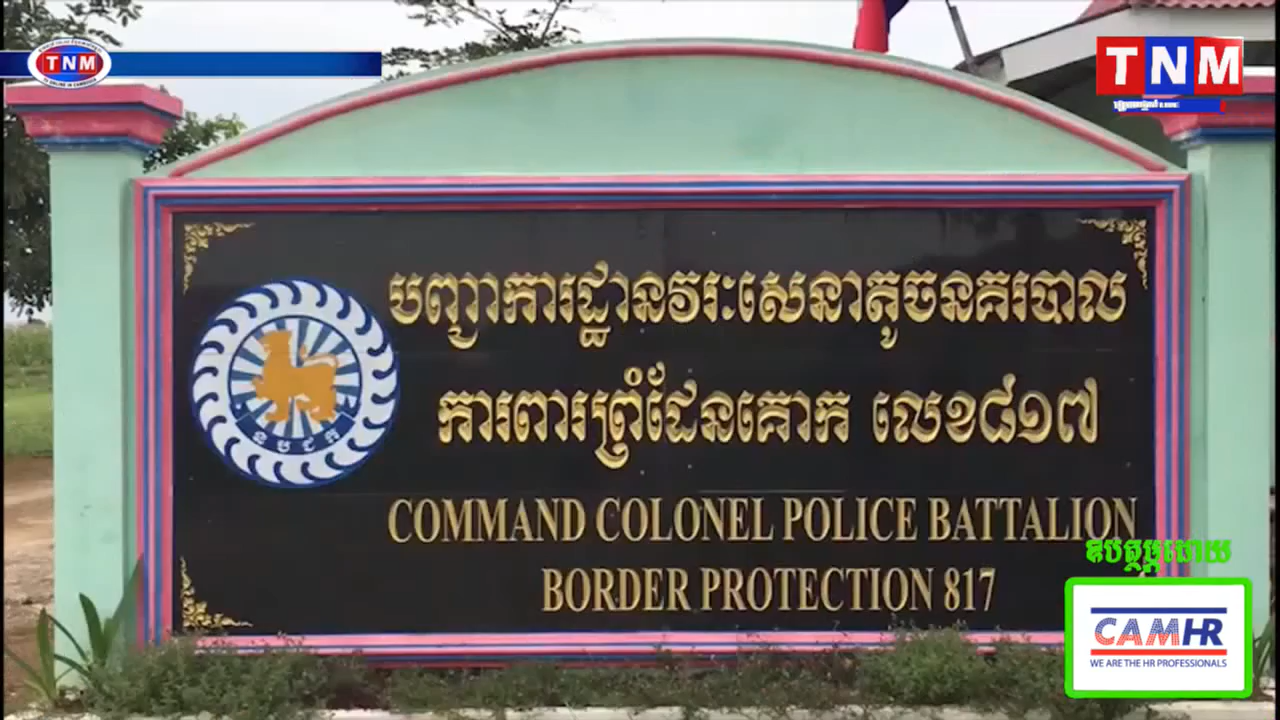 TNM
TNM
បញ្ជាការដ្ឋានវរៈសេនាតូចនគរបាល
ការពារព្រំដែនគោក លេខ៨១៧
COMMAND COLONEL POLICE BATTALION
BORDER PROTECTION 817
ឧបត្ថម្ភដោយ
CAMHR
WE ARE THE HR PROFESSIONALS